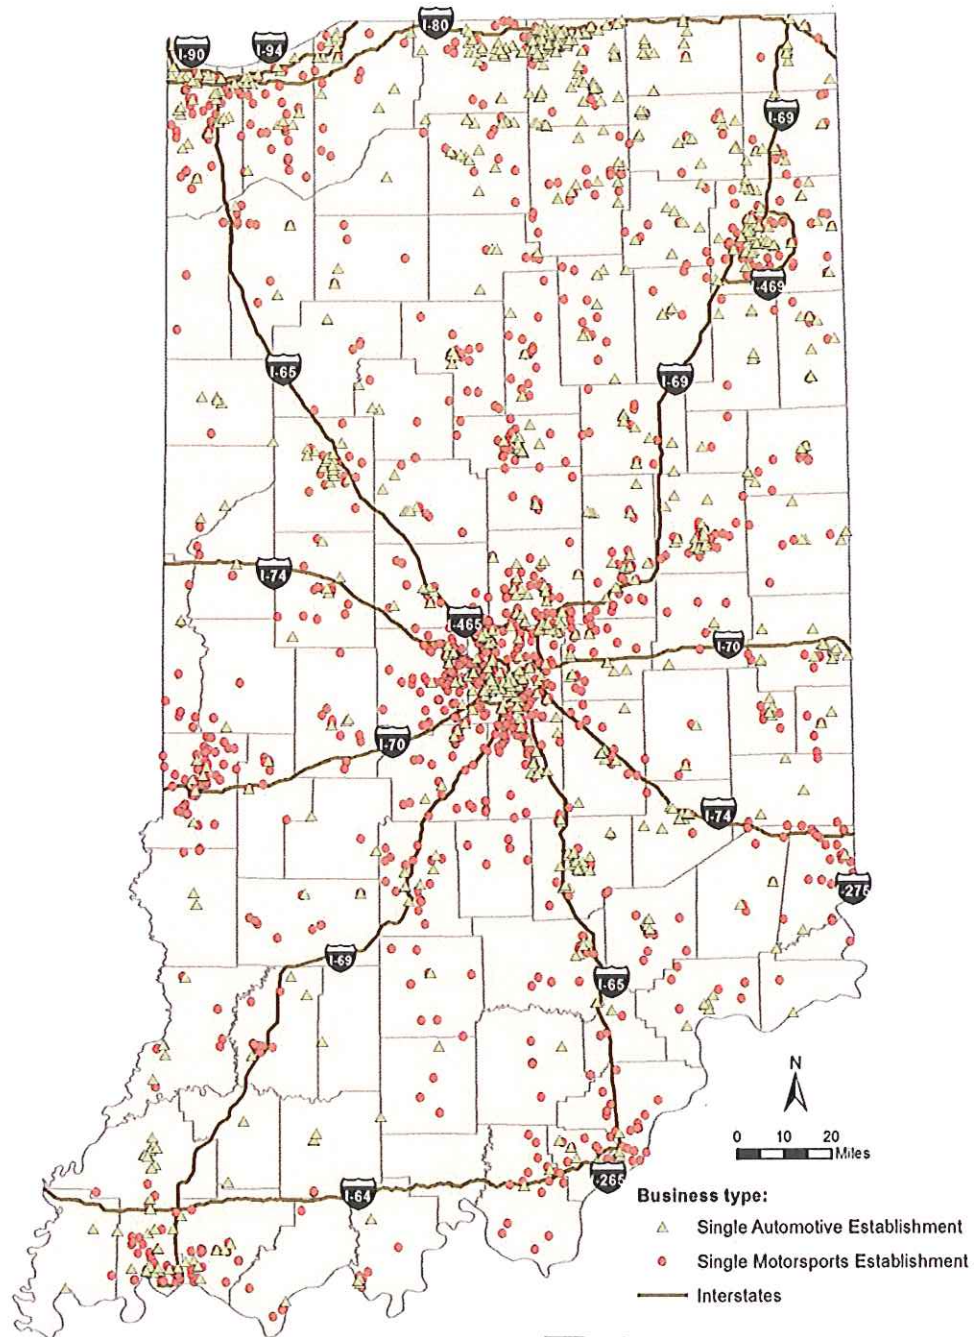 I-80
I-90
I-94
I-69
I-469
I-65
I-69
I-74
I-465
I-70
I-70
I-74
I-275
I-69
I-65
N
0 10 20
Miles
I-265
I-64
Business type:
Single Automotive Establishment
Single Motorsports Establishment
Interstates